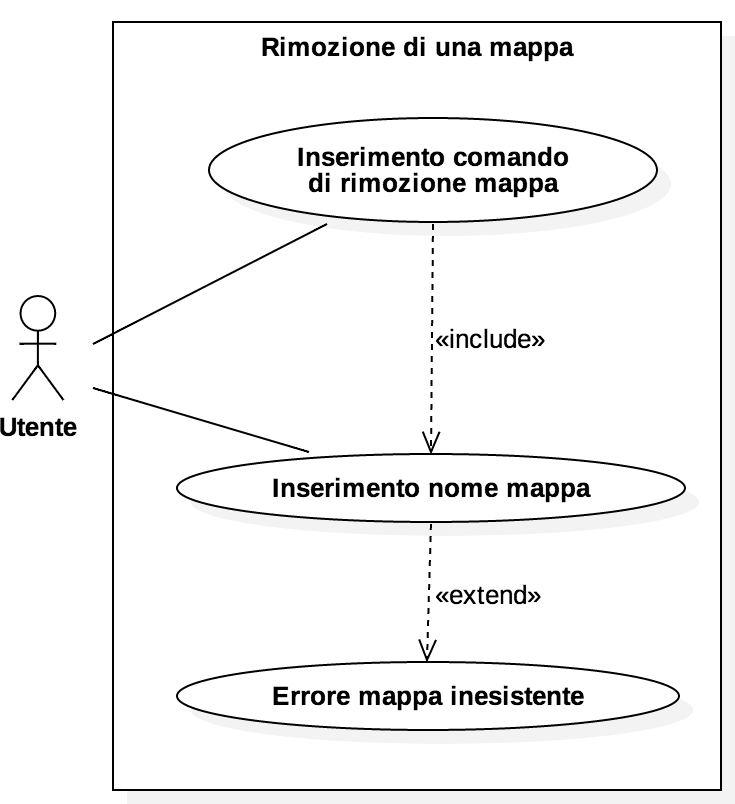 Rimozione di una mappa
Inserimento comando
di rimozione mappa
«include»
Utente
Inserimento nome mappa
«extend»
Errore mappa inesistente